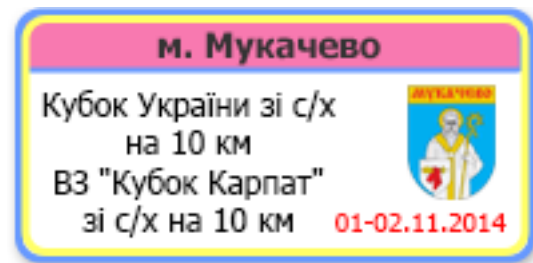 м. Мукачево
Кубок України зі с/х
на 10 км
ВЗ "Кубок Карпат"
зі с/х на 10 км
МУКАЧЕВО
01-02.11.2014